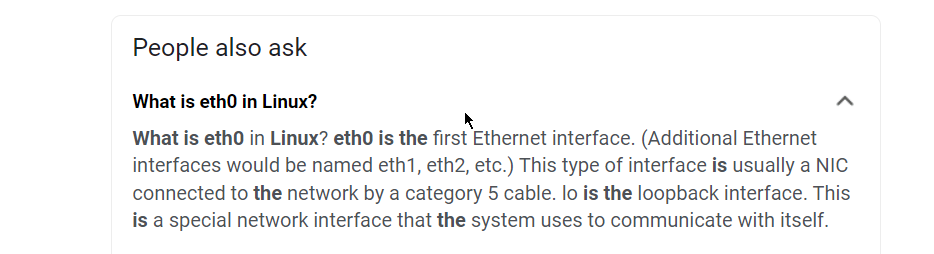 People also ask
What is eth0 in Linux?
What is eth0 in Linux? eth0 is the first Ethernet interface. (Additional Ethernet
interfaces would be named eth1, eth2, etc.) This type of interface is usually a NIC
connected to the network by a category 5 cable. lo is the loopback interface. This
is a special network interface that the system uses to communicate with itself.